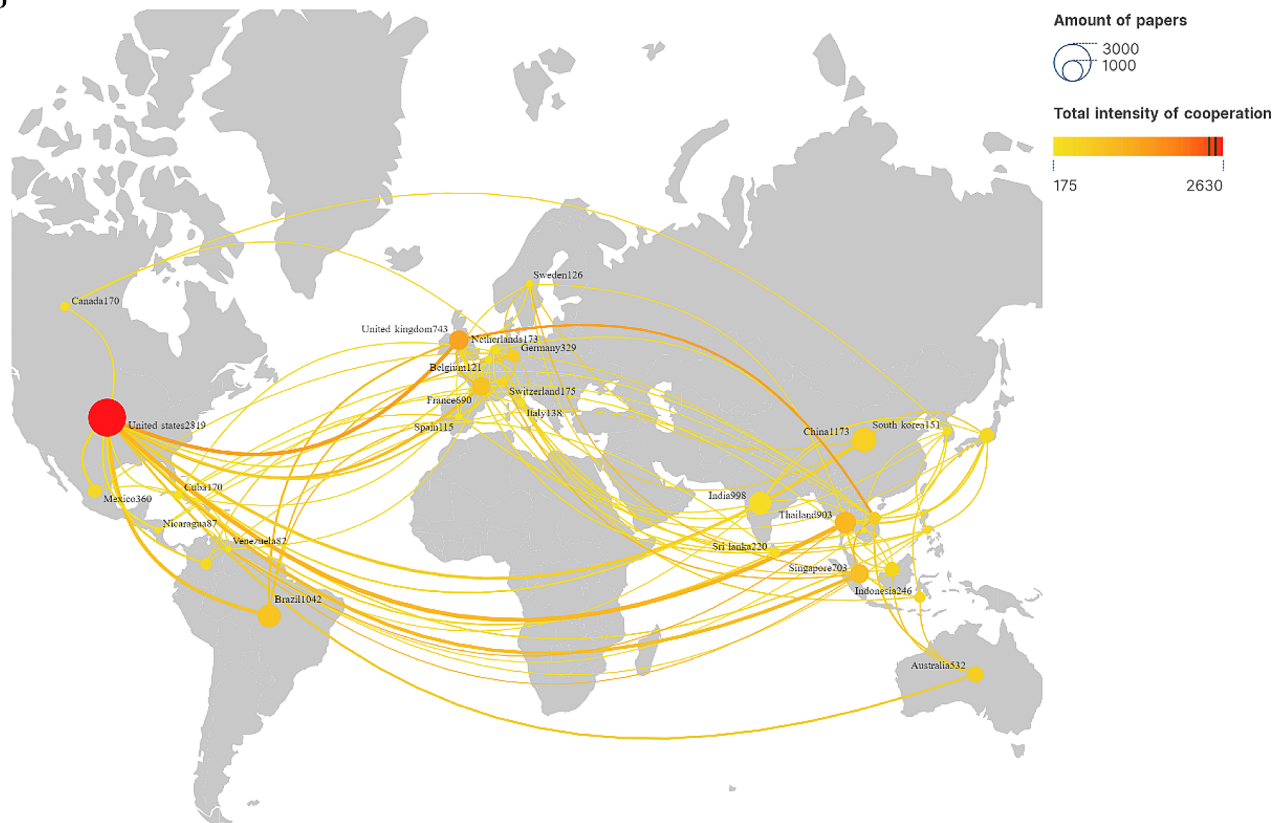 Amount of papers
3000
1000
Total intensity of cooperation
175
2630
Sweden126
Canada170
United kingdom743
Netherlands173
Germany329
Belgium121
Switzerland175
France690
Italy138
Spain115
United states2819
China1173
South korea151
Cuba170
Mexico360
India998
Thailand903
Nicaragua87
Venezuela82
Sri lanka220
Singapore703
Indonesia246
Brazil1042
Australia532